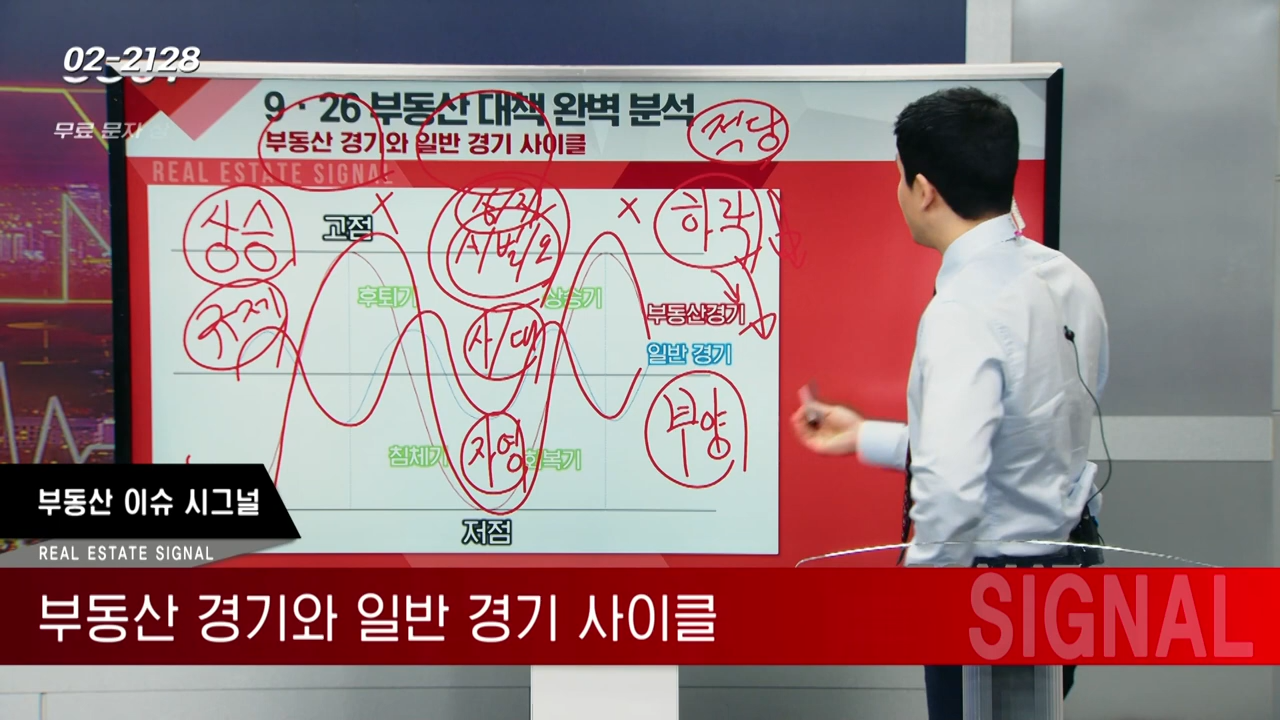 02-2128
무료 문자
9·26 부동산 대책 완벽 분석
부동산 경기와 일반 경기 사이클
적당
REAL ESTATE SIGNAL
상승
고점
X
X
하락
규제
후퇴기
상승기
부동산경기
일반 경기
침체기
자영
회복기
부양
저점
부동산 이슈 시그널
REAL ESTATE SIGNAL
부동산 경기와 일반 경기 사이클
SIGNAL